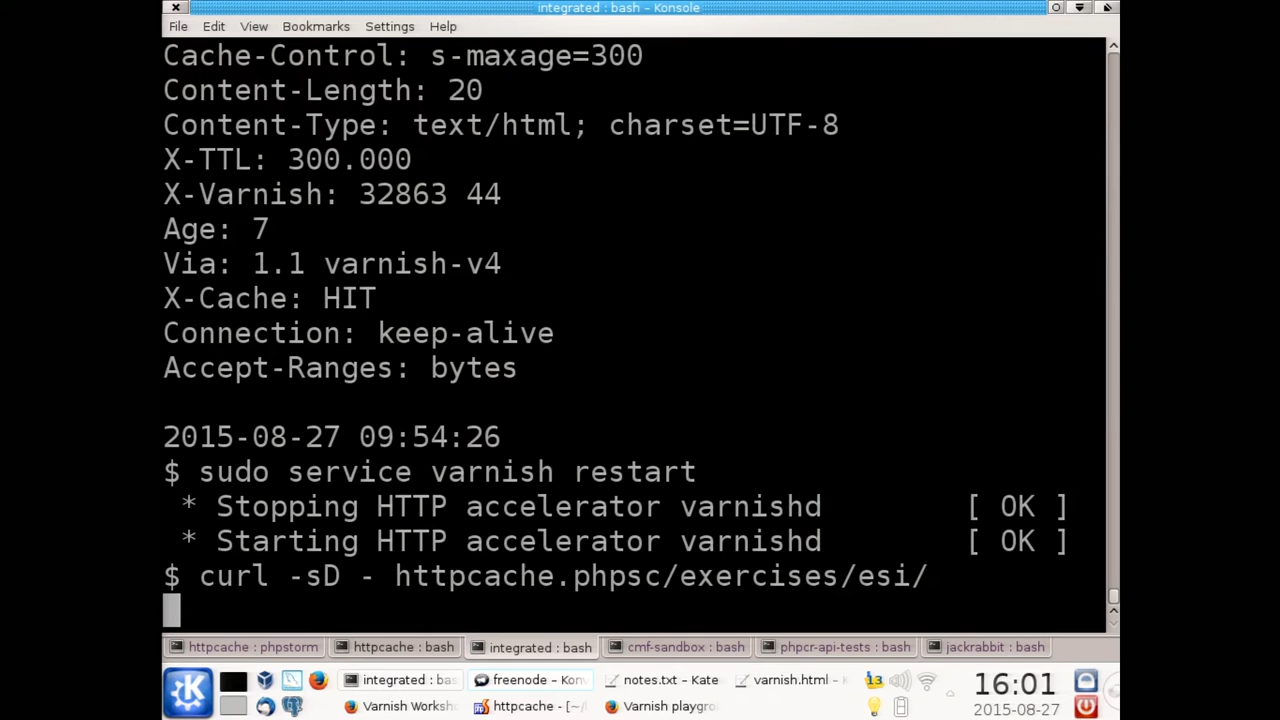 integrated : bash – Konsole
File Edit View Bookmarks Settings Help
Cache-Control: s-maxage=300
Content-Length: 20
Content-Type: text/html; charset=UTF-8
X-TTL: 300.000
X-Varnish: 32863 44
Age: 7
Via: 1.1 varnish-v4
X-Cache: HIT
Connection: keep-alive
Accept-Ranges: bytes
2015-08-27 09:54:26
$ sudo service varnish restart
* Stopping HTTP accelerator varnishd [ OK ]
* Starting HTTP accelerator varnishd [ OK ]
$ curl -sD - httpcache.phpsc/exercises/esi/
httpcache : phpstorm httpcache : bash integrated : bash cmf-sandbox : bash phpcr-api-tests : bash jackrabbit : bash
integrated : bas freenode – Kon notes.txt – Kate varnish.html – K 13 16:01
Varnish Worksh httpcache – [~/ Varnish playgro 2015-08-27